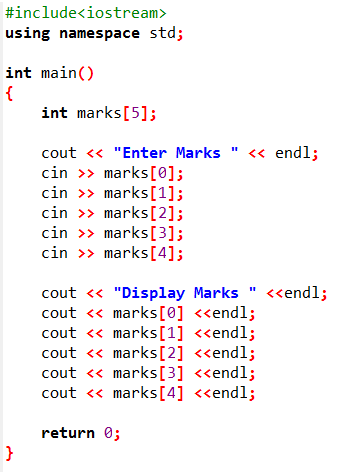 #include<iostream>
using namespace std;
int main()
{
int marks[5];
cout << "Enter Marks " << endl;
cin >> marks[0];
cin >> marks[1];
cin >> marks[2];
cin >> marks[3];
cin >> marks[4];
cout << "Display Marks " <<endl;
cout << marks[0] <<endl;
cout << marks[1] <<endl;
cout << marks[2] <<endl;
cout << marks[3] <<endl;
cout << marks[4] <<endl;
return 0;
}